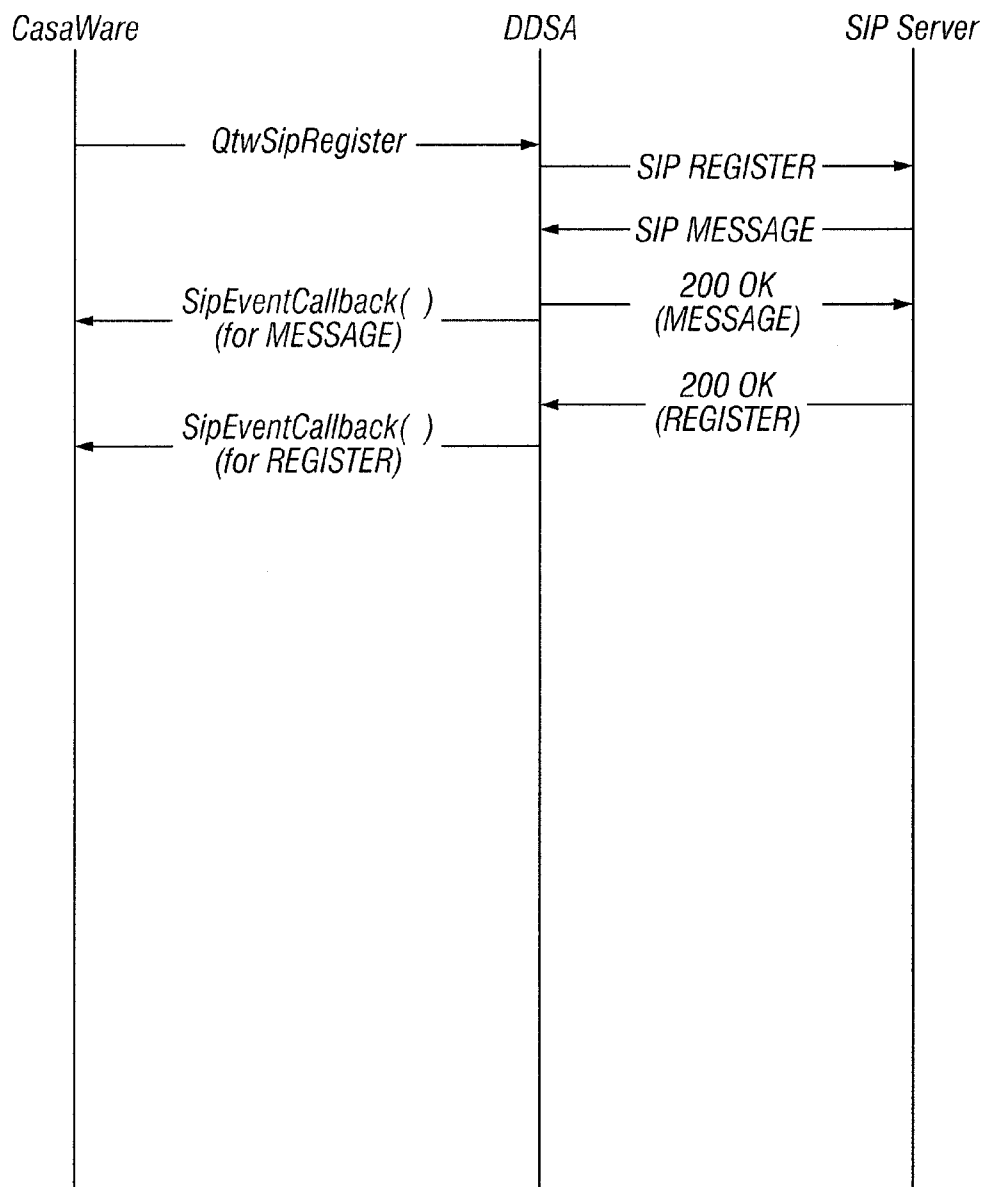 CasaWare DDSA SIP Server
QtwSipRegister
SIP REGISTER
SIP MESSAGE
SipEventCallback( )
(for MESSAGE)
200 OK
(MESSAGE)
200 OK
(REGISTER)
SipEventCallback( )
(for REGISTER)